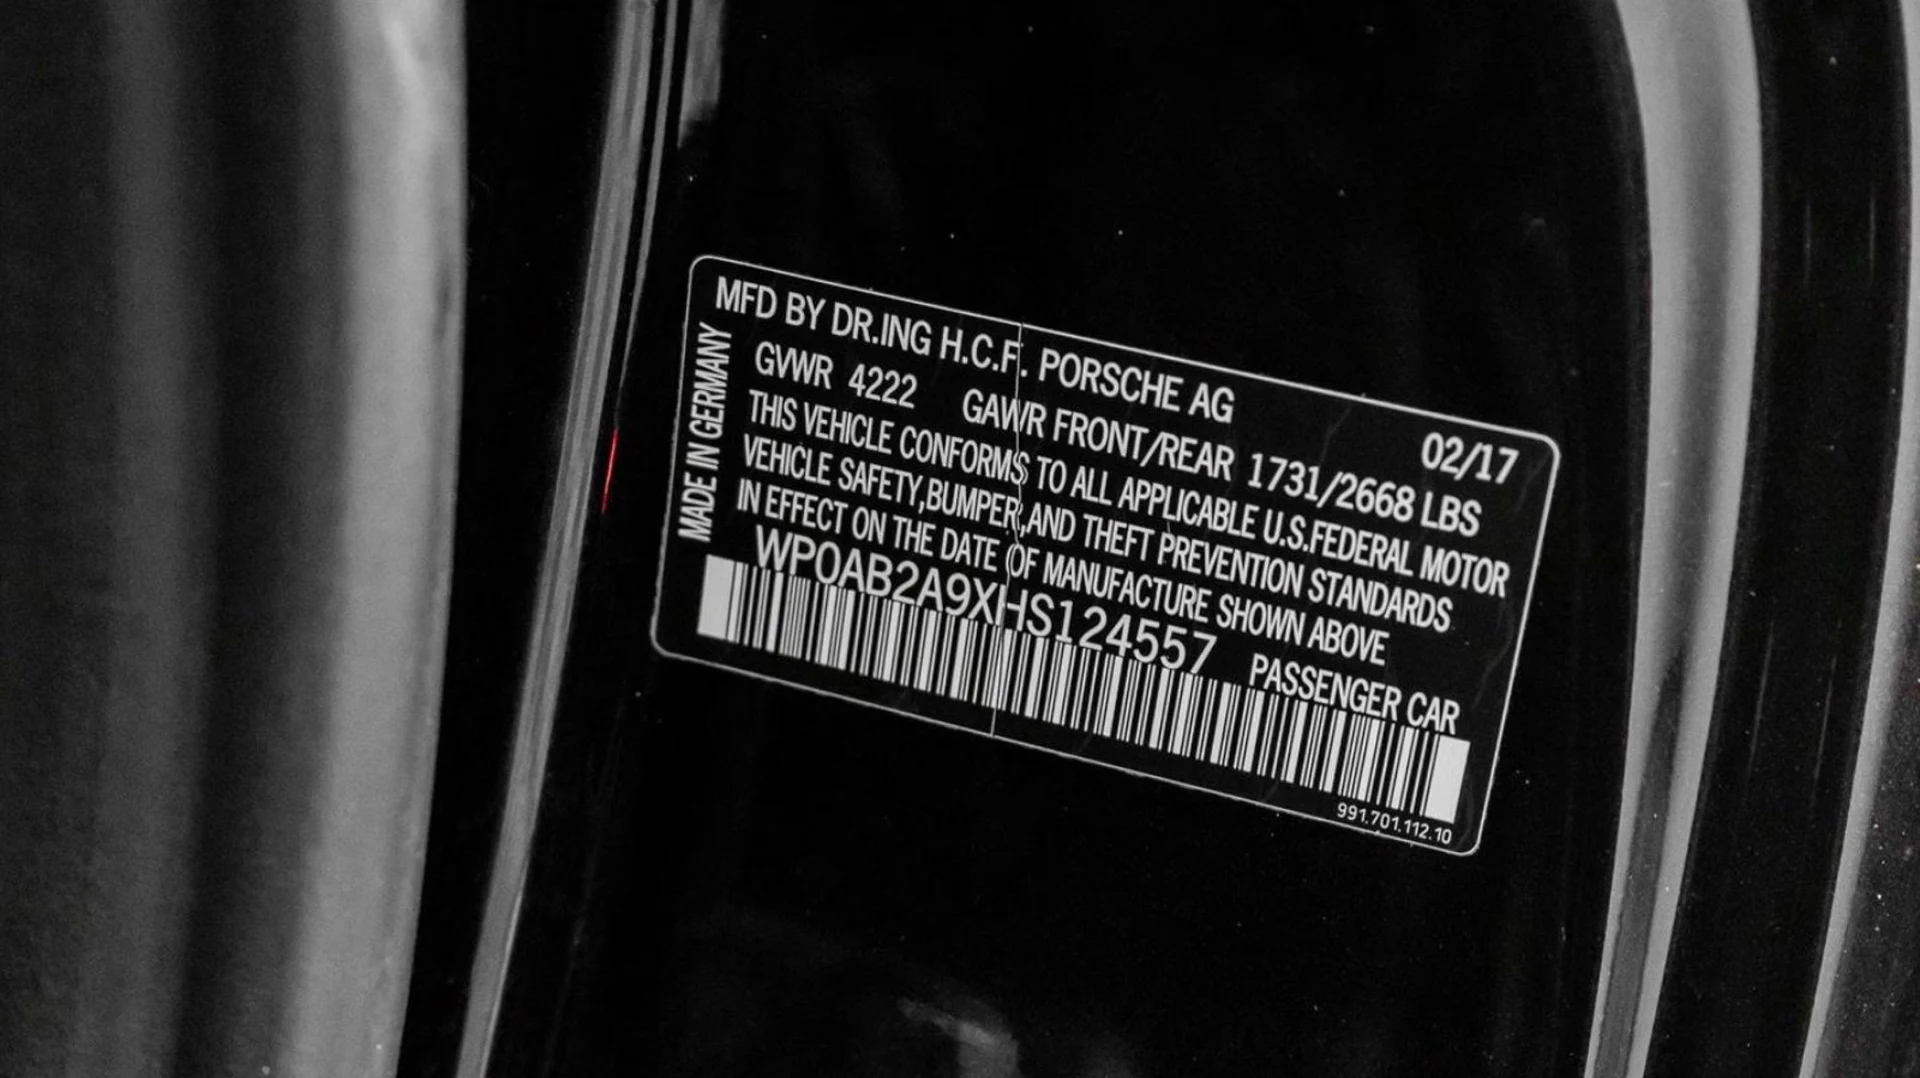 MFD BY DR.ING H.C.F. PORSCHE AG 02/17
GVWR 4222 GAWR FRONT/REAR 1731/2668 LBS
THIS VEHICLE CONFORMS TO ALL APPLICABLE U.S.FEDERAL MOTOR
VEHICLE SAFETY,BUMPER,AND THEFT PREVENTION STANDARDS
IN EFFECT ON THE DATE OF MANUFACTURE SHOWN ABOVE
WP0AB2A9XHS124557 PASSENGER CAR
991.701.112.10
MADE IN GERMANY